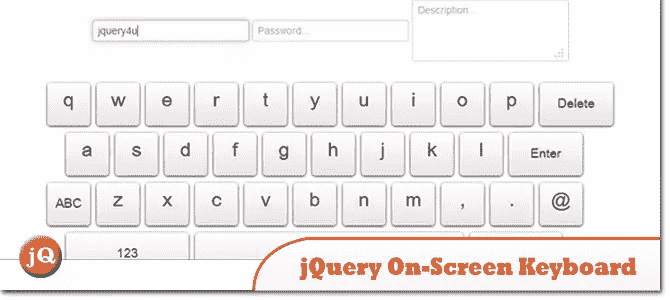 Description...
jquery4u Password...
q w e r t y u i o p Delete
a s d f g h j k l Enter
ABC z x c v b n m , . @
123
jQ jQuery On-Screen Keyboard